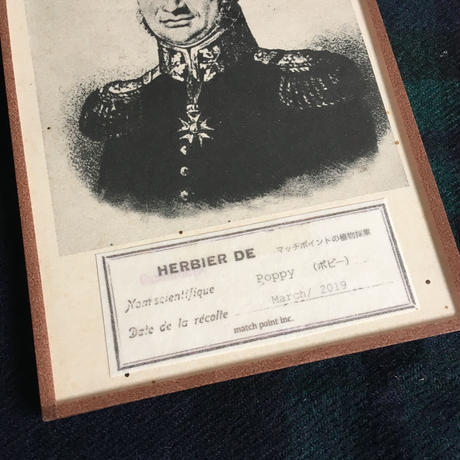 HERBIER DE マッチポイントの植物採集
Nom scientifique Poppy (ポピー)
Date de la récolte March/ 2019
match point inc.